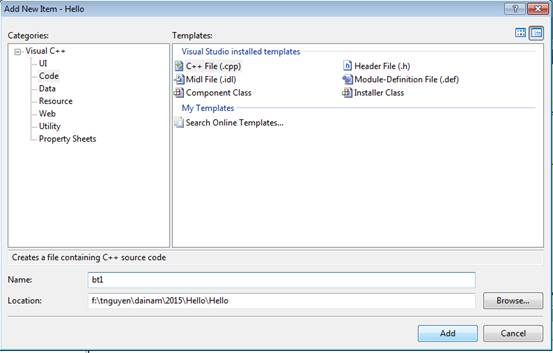 Add New Item - Hello
Categories:
Templates:
Visual C++
UI
Code
Data
Resource
Web
Utility
Property Sheets
Visual Studio installed templates
C++ File (.cpp)
Header File (.h)
Midl File (.idl)
Module-Definition File (.def)
Component Class
Installer Class
My Templates
Search Online Templates...
Creates a file containing C++ source code
Name:
bt1
Location:
f:\tnguyen\dainam\2015\Hello\Hello
Browse...
Add
Cancel